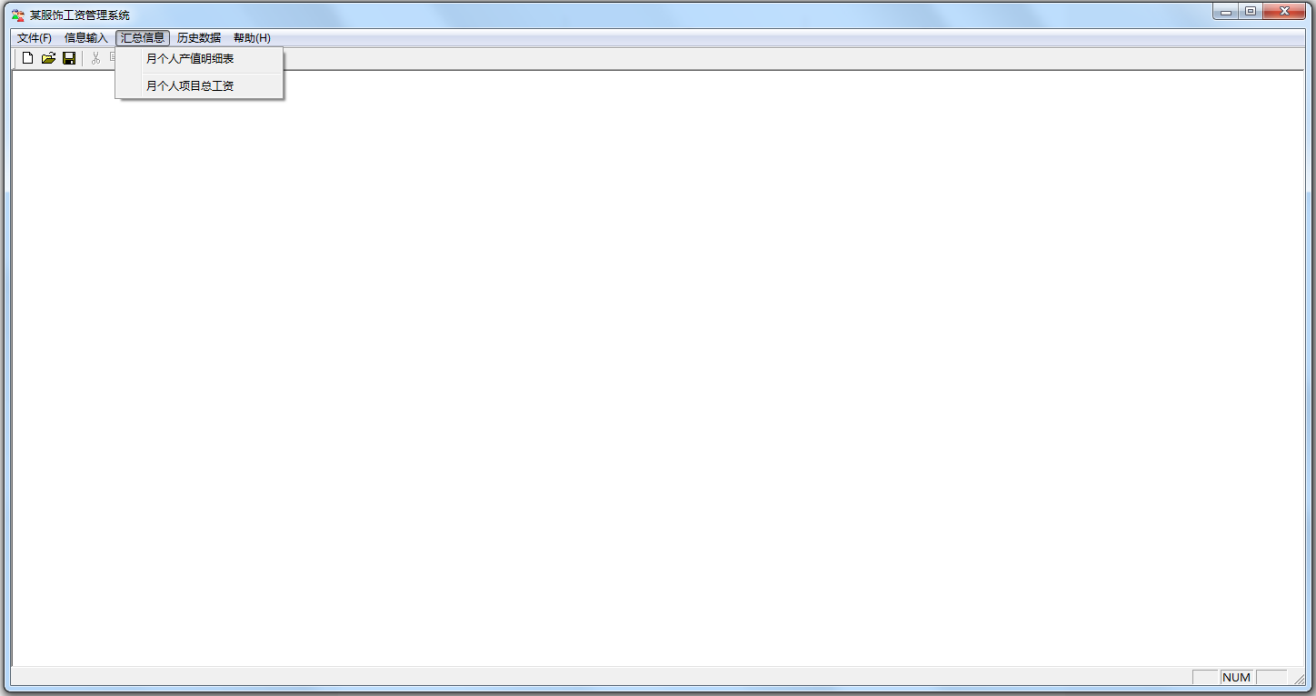 某服饰工资管理系统
文件(F) 信息输入 汇总信息 历史数据 帮助(H)
月个人产值明细表
月个人项目总工资
NUM